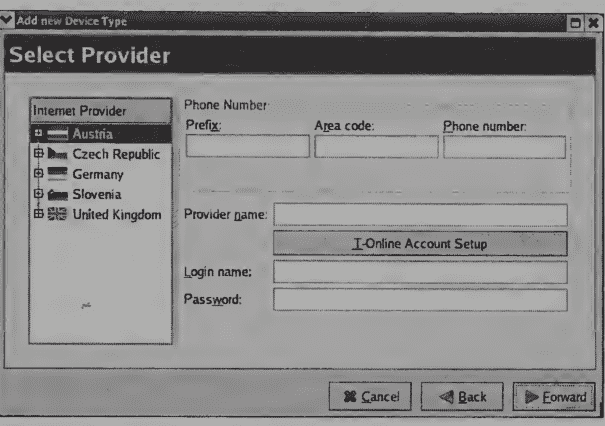 Add new Device Type
Select Provider
Internet Provider
Austria
Czech Republic
Germany
Slovenia
United Kingdom
Phone Number
Prefix:
Area code:
Phone number:
Provider name:
T-Online Account Setup
Login name:
Password:
Cancel
Back
Forward